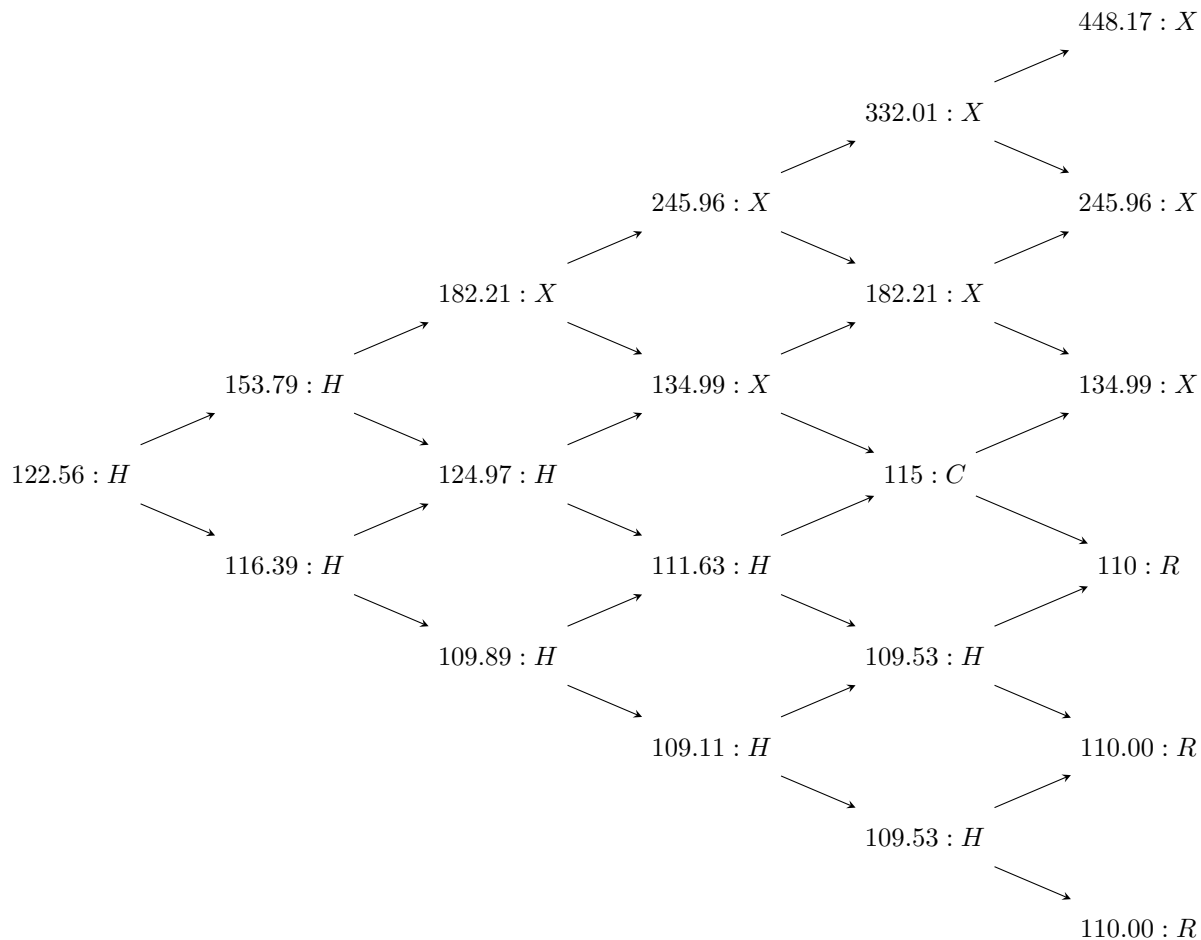 448.17 : X
332.01 : X
245.96 : X
245.96 : X
182.21 : X
182.21 : X
153.79 : H
134.99 : X
134.99 : X
122.56 : H
124.97 : H
115 : C
116.39 : H
111.63 : H
110 : R
109.89 : H
109.53 : H
109.11 : H
110.00 : R
109.53 : H
110.00 : R